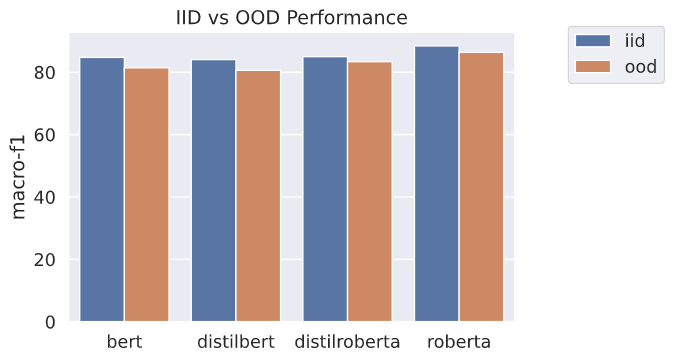 IID vs OOD Performance
iid
ood
macro-f1
80
60
40
20
0
bert distilbert distilroberta roberta